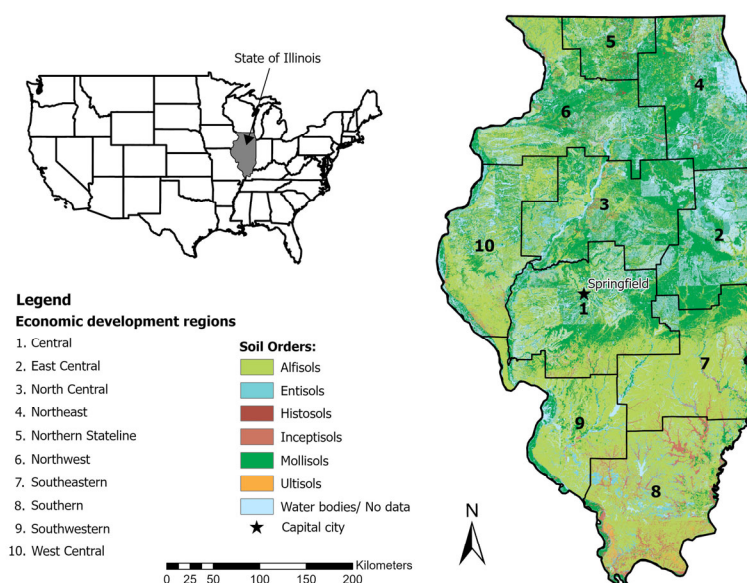 State of Illinois
5
4
6
3
2
10
Springfield
1
7
9
8
Legend
Economic development regions
1. Central
2. East Central
3. North Central
4. Northeast
5. Northern Stateline
6. Northwest
7. Southeastern
8. Southern
9. Southwestern
10. West Central
Soil Orders:
Alfisols
Entisols
Histosols
Inceptisols
Mollisols
Ultisols
Water bodies/ No data
Capital city
Kilometers
0 25 50 100 150 200
N